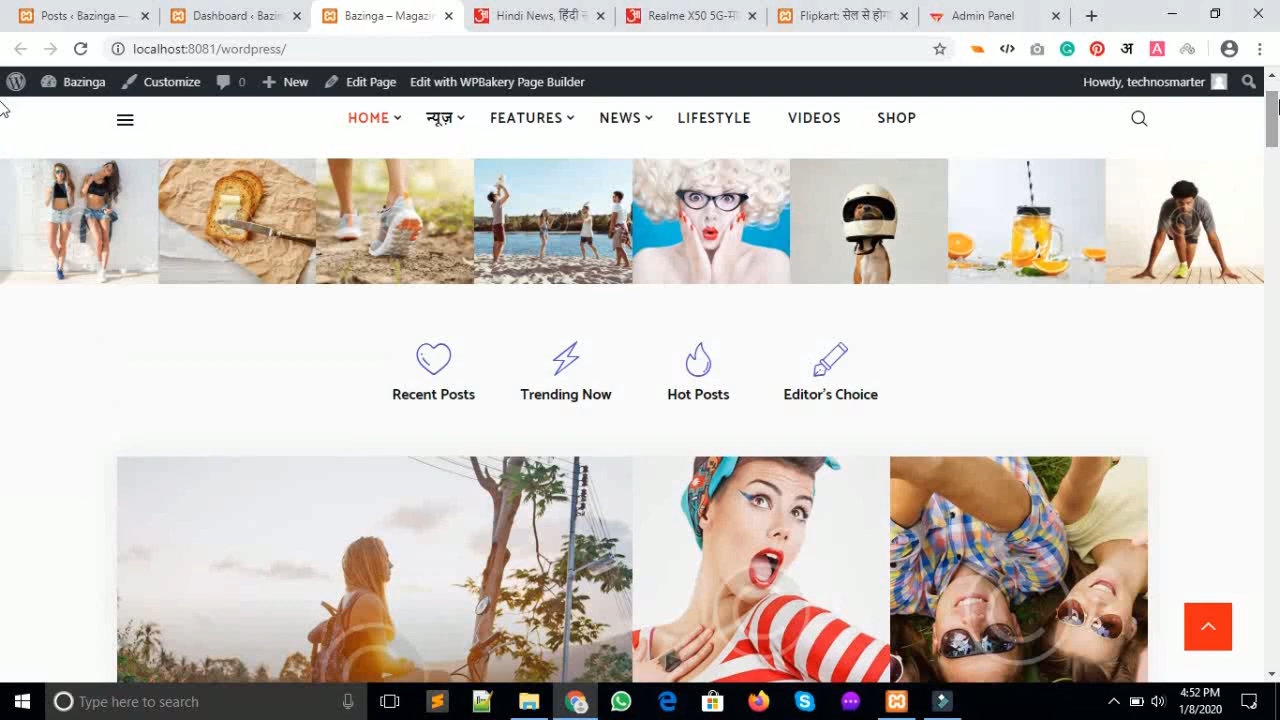 Posts ‹ Bazinga —
Dashboard ‹ Bazin
Bazinga – Magazin
Hindi News, हिंदी
Realme X50 5G-
Flipkart: सेल से होग
Admin Panel
localhost:8081/wordpress/
अ
A
Bazinga
Customize
0
New
Edit Page
Edit with WPBakery Page Builder
Howdy, technosmarter
HOME
न्यूज़
FEATURES
NEWS
LIFESTYLE
VIDEOS
SHOP
Recent Posts
Trending Now
Hot Posts
Editor's Choice
Type here to search
4:52 PM
1/8/2020